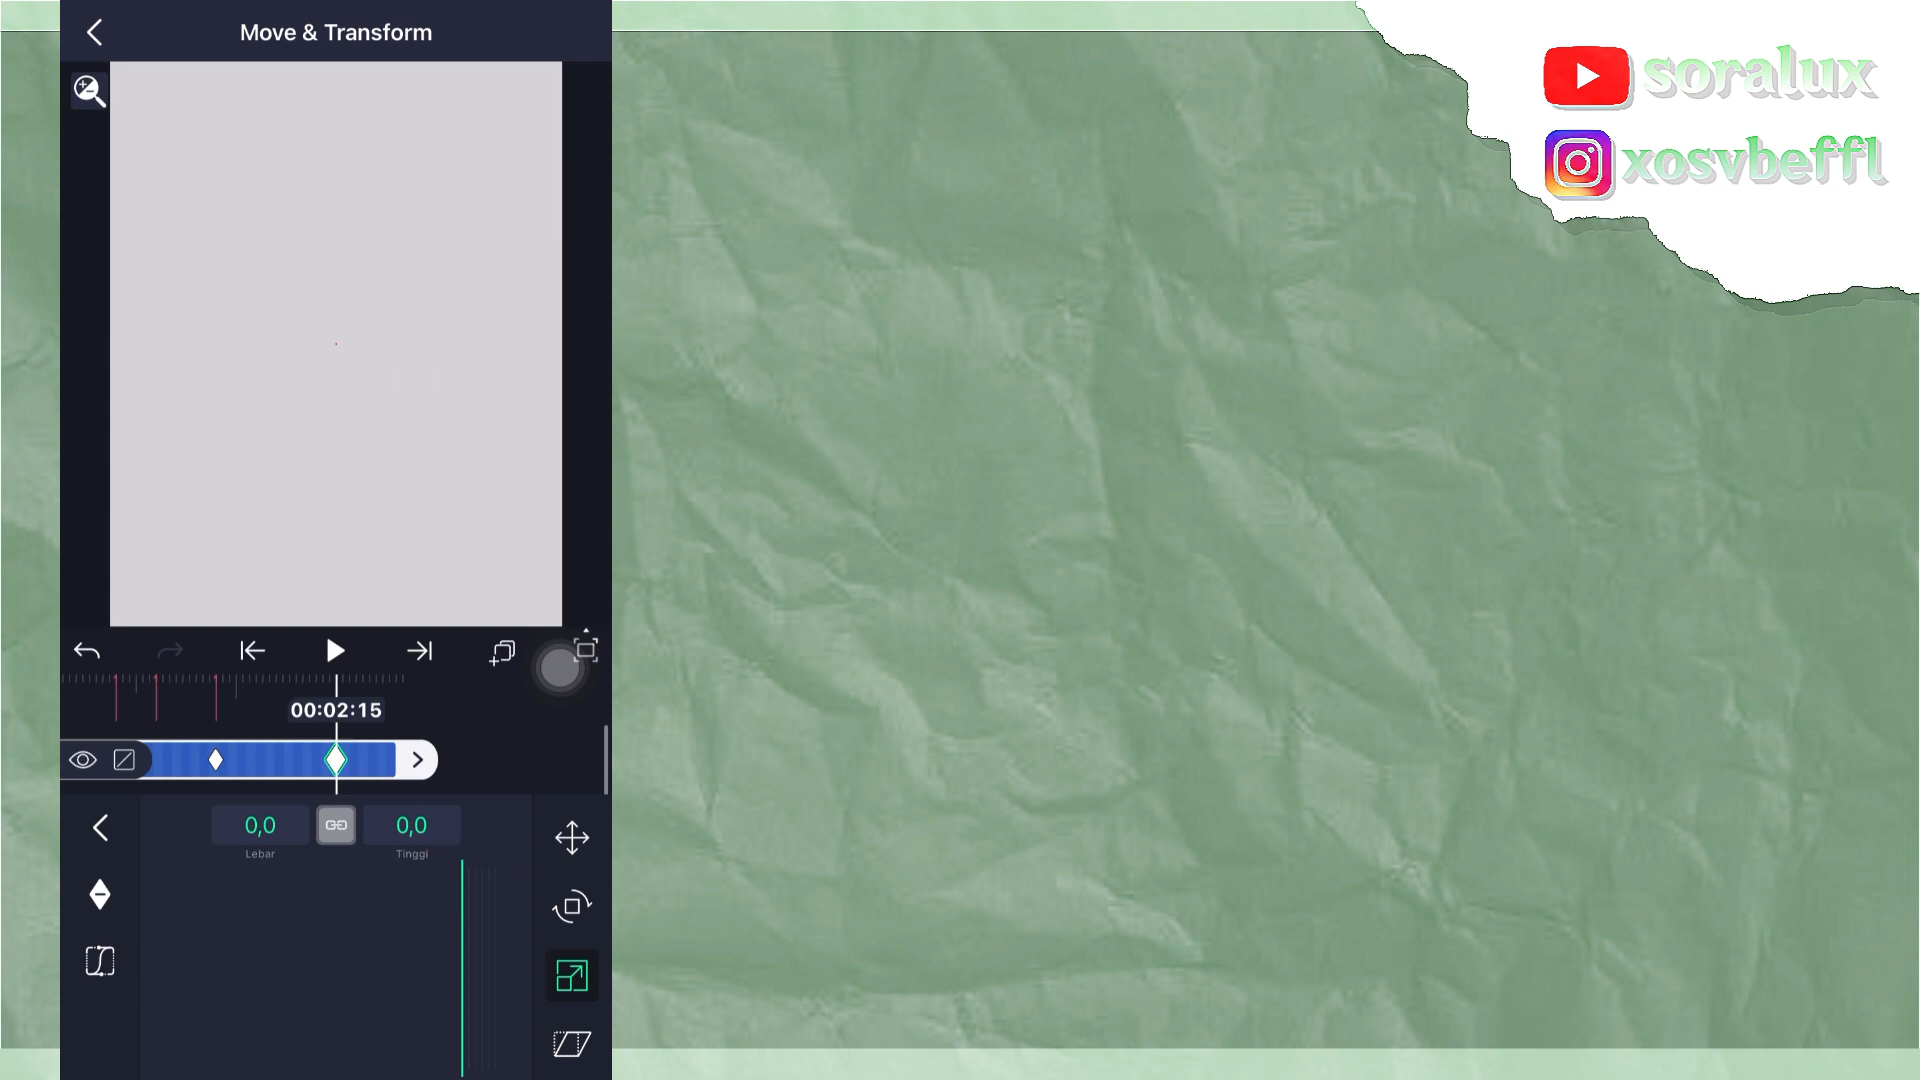 Move & Transform
soralux
xosvbeffl
00:02:15
0,0
0,0
Lebar
Tinggi